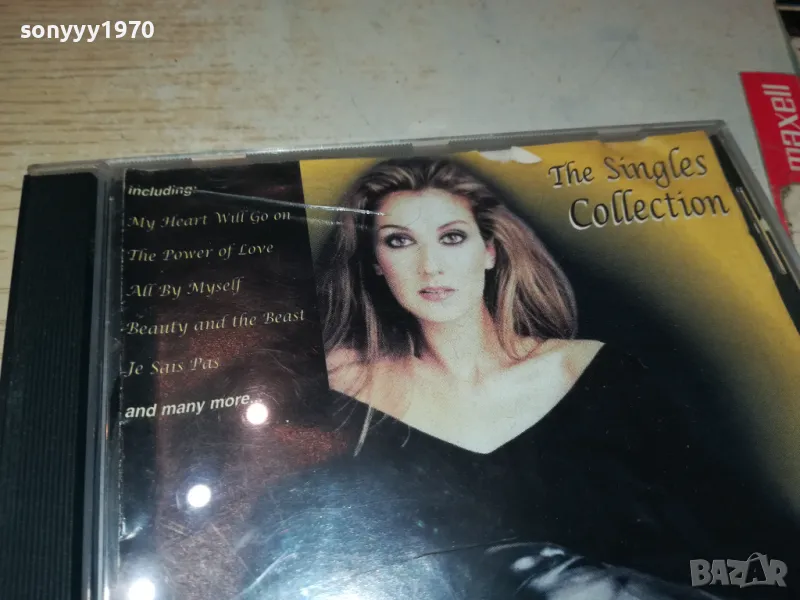 sonyyy1970
maxell
including:
My Heart Will Go on
The Power of Love
All By Myself
Beauty and the Beast
Je Sais Pas
and many more...
The Singles
Collection
BAZAR